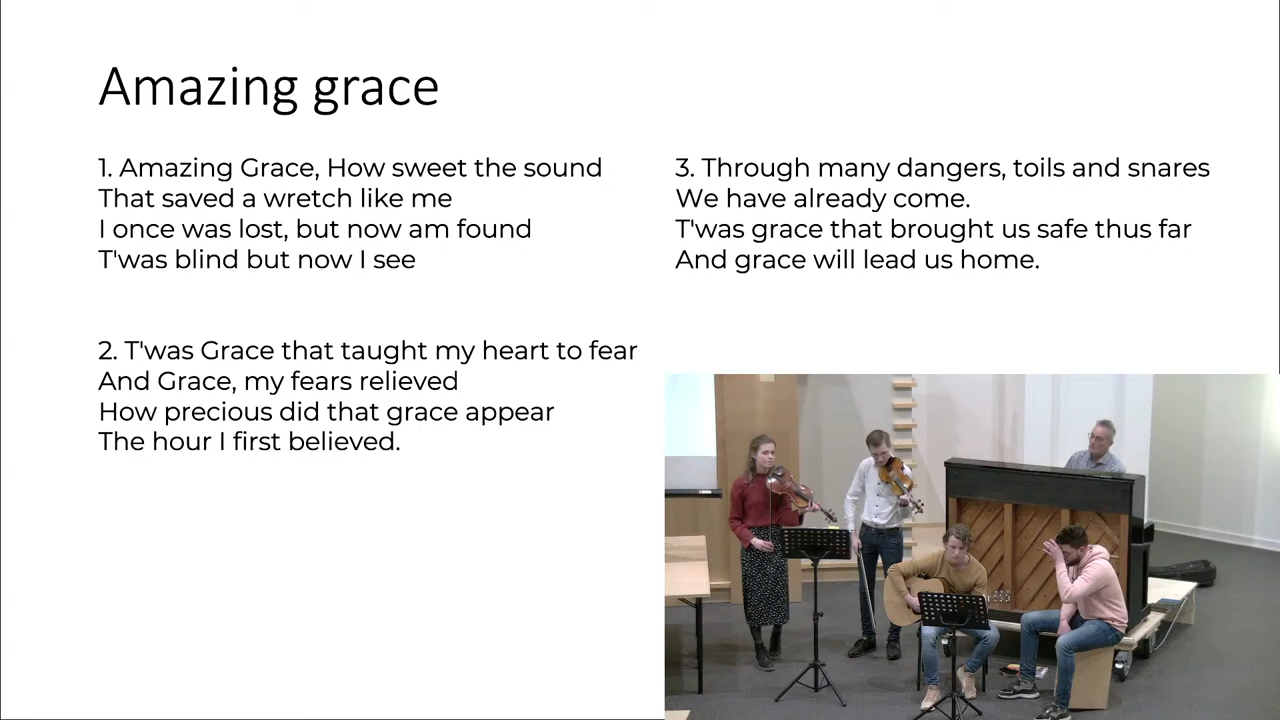 Amazing grace
1. Amazing Grace, How sweet the sound
That saved a wretch like me
I once was lost, but now am found
T'was blind but now I see
2. T'was Grace that taught my heart to fear
And Grace, my fears relieved
How precious did that grace appear
The hour I first believed.
3. Through many dangers, toils and snares
We have already come.
T'was grace that brought us safe thus far
And grace will lead us home.